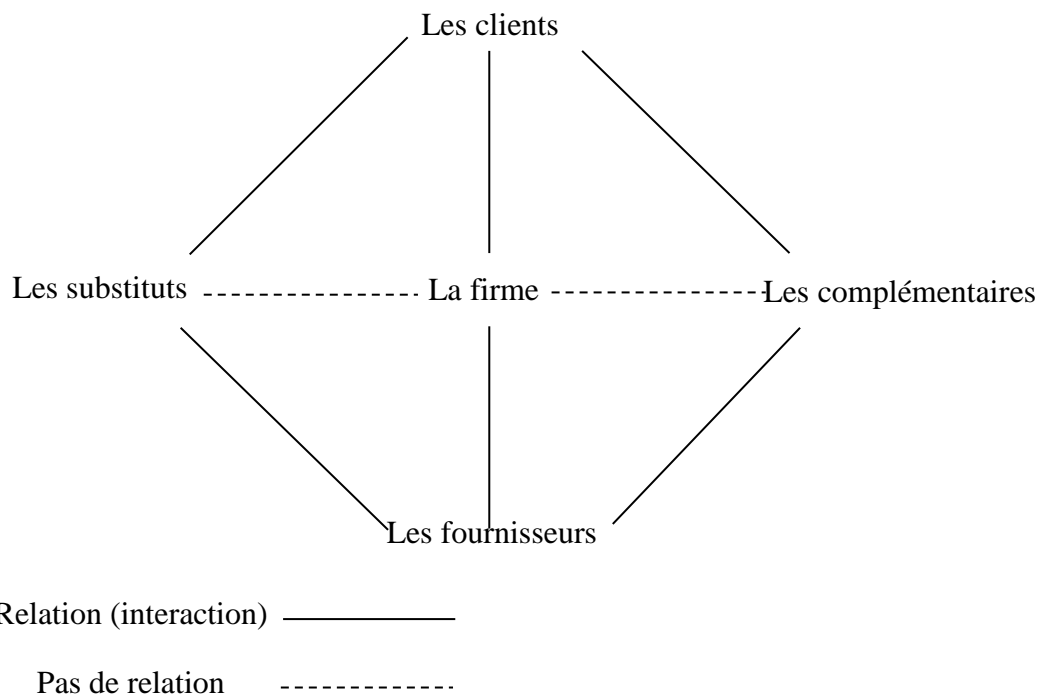 Les clients
Les substituts
La firme
Les complémentaires
Les fournisseurs
Relation (interaction)
Pas de relation